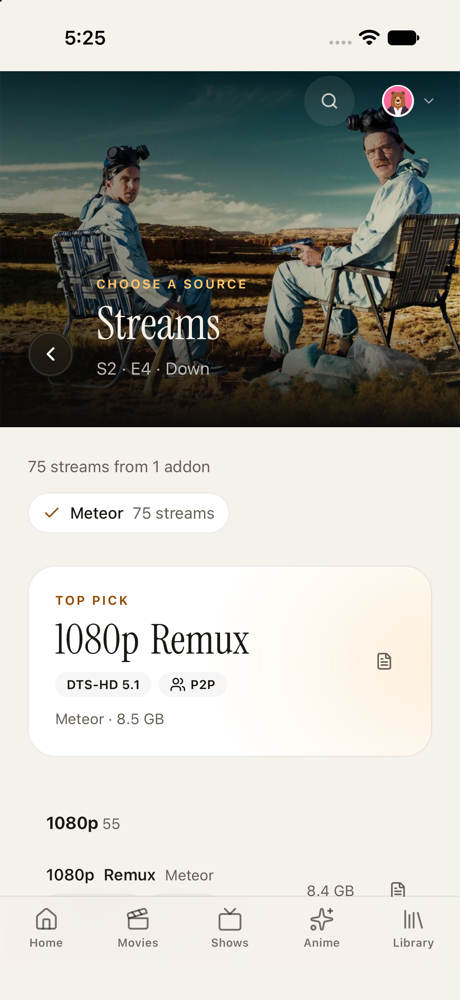 5:25
CHOOSE A SOURCE
Streams
S2 · E4 · Down
75 streams from 1 addon
Meteor 75 streams
TOP PICK
1080p Remux
DTS-HD 5.1 P2P
Meteor · 8.5 GB
1080p 55
1080p Remux Meteor
8.4 GB
Home Movies Shows Anime Library